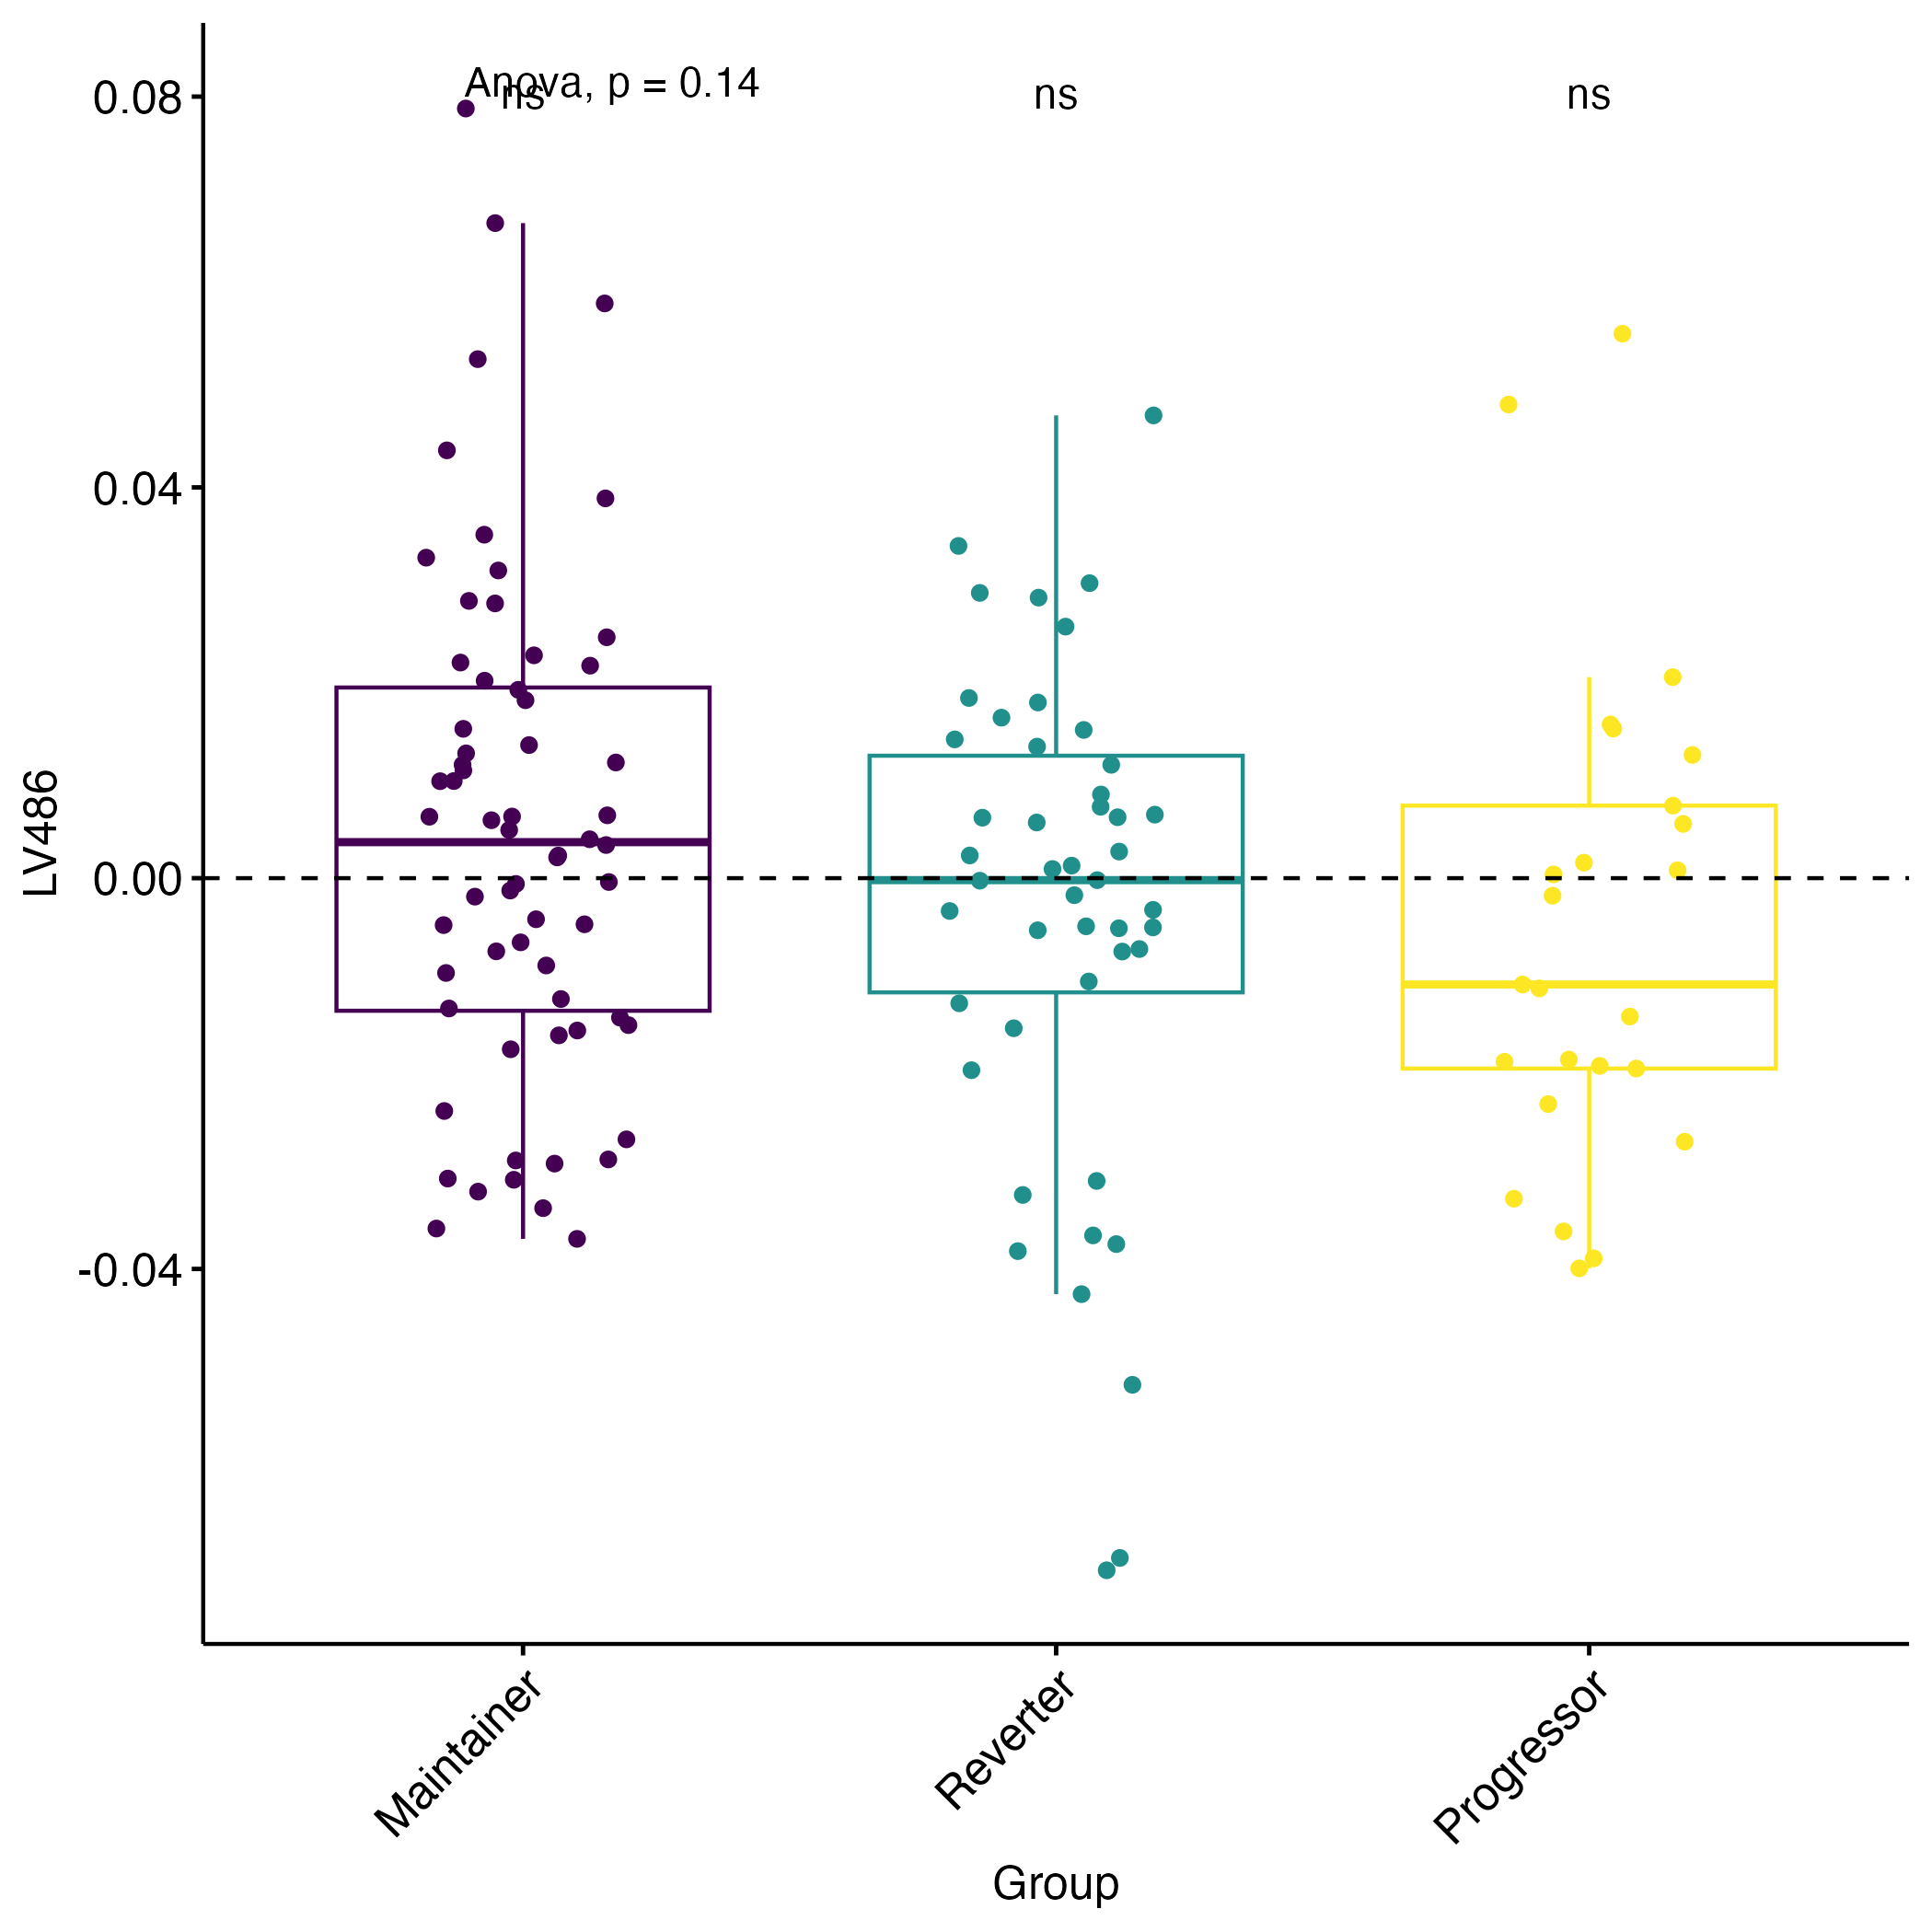 Anova, p = 0.14
ns
ns
ns
0.08
0.04
0.00
-0.04
LV486
Maintainer
Reverter
Progressor
Group